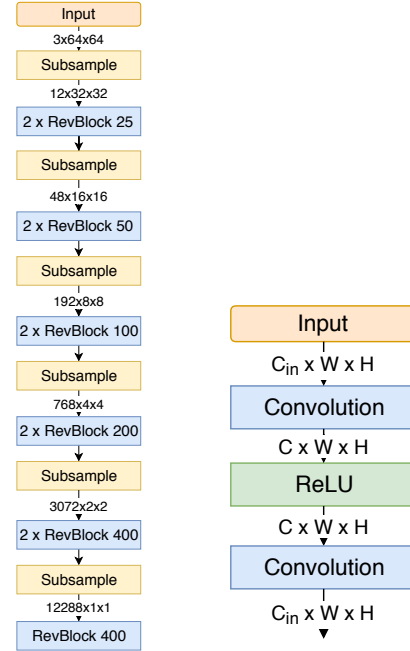 Input
3x64x64
Subsample
12x32x32
2 x RevBlock 25
Subsample
48x16x16
2 x RevBlock 50
Subsample
192x8x8
2 x RevBlock 100
Subsample
768x4x4
2 x RevBlock 200
Subsample
3072x2x2
2 x RevBlock 400
Subsample
12288x1x1
RevBlock 400
Input
C_in x W x H
Convolution
C x W x H
ReLU
C x W x H
Convolution
C_in x W x H